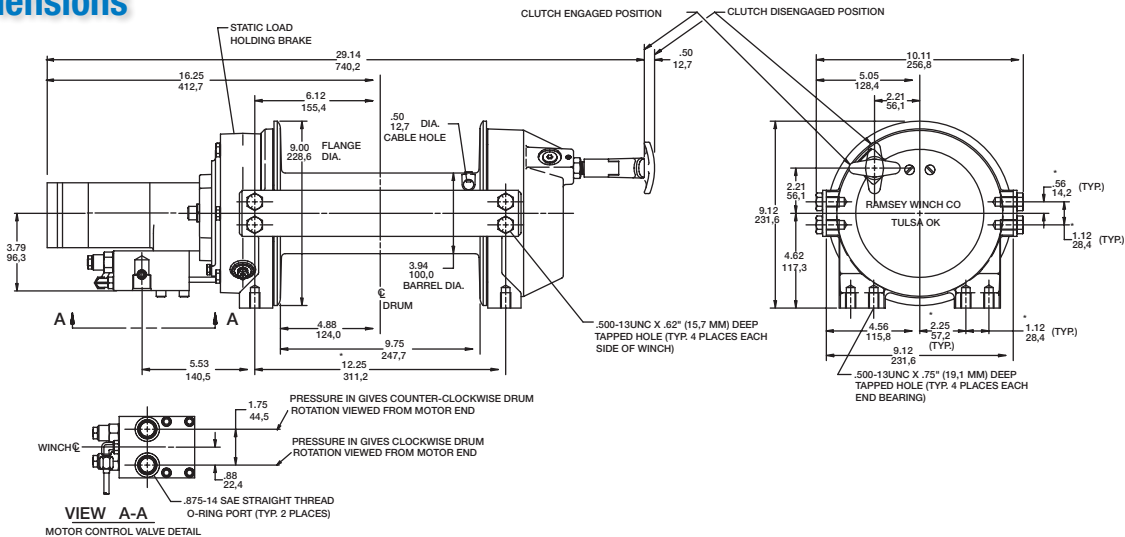 ensions
CLUTCH ENGAGED POSITION
CLUTCH DISENGAGED POSITION
STATIC LOAD
HOLDING BRAKE
29.14
740,2
.50
12,7
16.25
412,7
6.12
155,4
.50
12,7
DIA.
CABLE HOLE
9.00
228,6
FLANGE
DIA.
3.79
96,3
3.94
100,0
BARREL DIA.
℄
DRUM
A
A
4.88
124,0
9.75
247,7
*
12.25
311,2
5.53
140,5
.500-13UNC X .62" (15,7 MM) DEEP
TAPPED HOLE (TYP. 4 PLACES EACH
SIDE OF WINCH)
10.11
256,8
5.05
128,4
2.21
56,1
2.21
56,1
9.12
231,6
4.62
117,3
RAMSEY WINCH CO
TULSA OK
*
.56
14,2
(TYP.)
*
1.12
28,4
(TYP.)
4.56
115,8
*
2.25
57,2
(TYP.)
*
1.12
28,4
(TYP.)
9.12
231,6
.500-13UNC X .75" (19,1 MM) DEEP
TAPPED HOLE (TYP. 4 PLACES EACH
END BEARING)
1.75
44,5
PRESSURE IN GIVES COUNTER-CLOCKWISE DRUM
ROTATION VIEWED FROM MOTOR END
PRESSURE IN GIVES CLOCKWISE DRUM
ROTATION VIEWED FROM MOTOR END
WINCH ℄
.88
22,4
.875-14 SAE STRAIGHT THREAD
O-RING PORT (TYP. 2 PLACES)
VIEW A-A
MOTOR CONTROL VALVE DETAIL